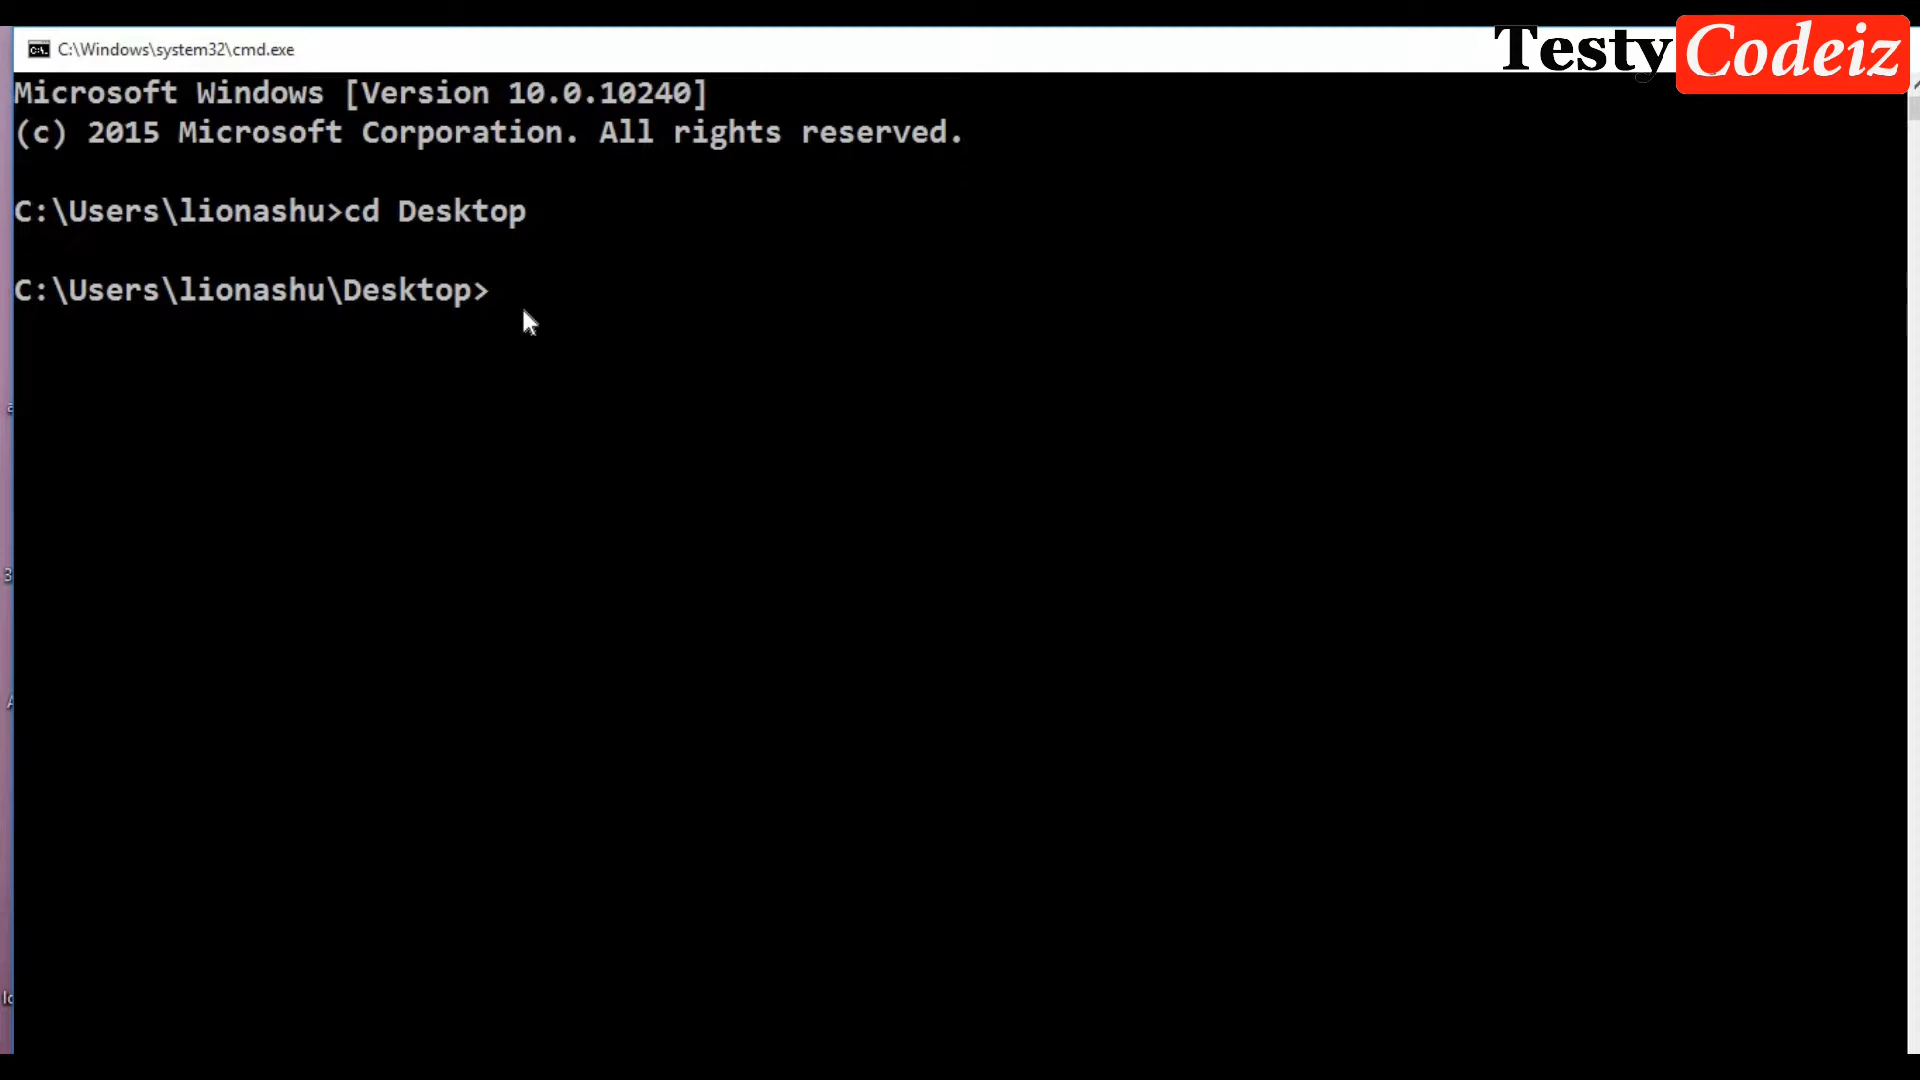 C:\Windows\system32\cmd.exe
Testy Codeiz
Microsoft Windows [Version 10.0.10240]
(c) 2015 Microsoft Corporation. All rights reserved.
C:\Users\lionashu>cd Desktop
C:\Users\lionashu\Desktop>